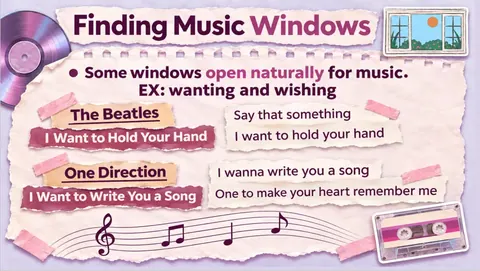 Finding Music Windows
• Some windows open naturally for music.
EX: wanting and wishing
The Beatles
I Want to Hold Your Hand
Say that something
I want to hold your hand
One Direction
I Want to Write You a Song
I wanna write you a song
One to make your heart remember me